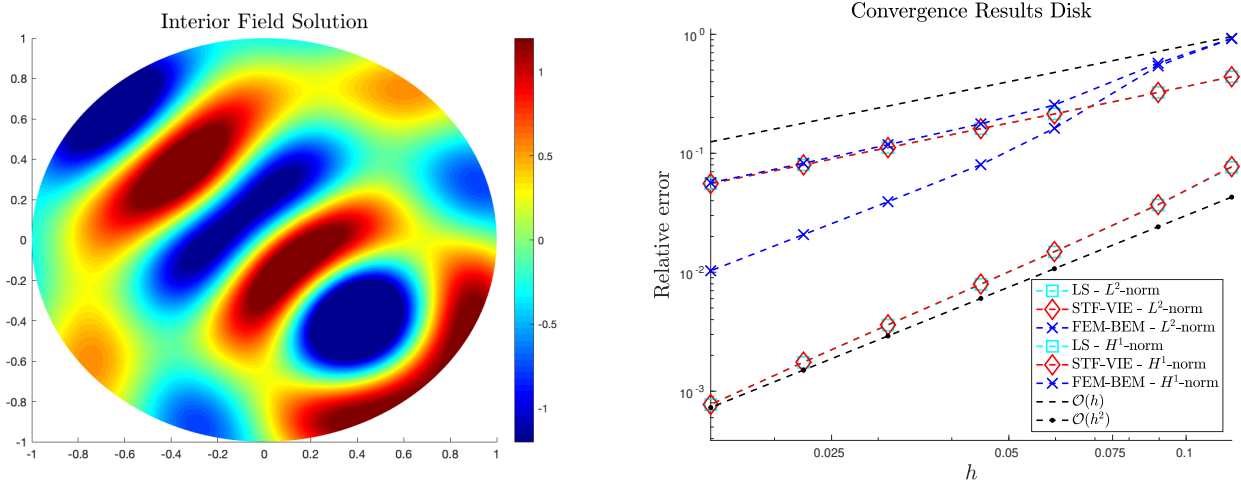 Interior Field Solution
1
0.8
0.6
0.4
0.2
0
-0.2
-0.4
-0.6
-0.8
-1
-1
-0.8
-0.6
-0.4
-0.2
0
0.2
0.4
0.6
0.8
1
1
0.5
0
-0.5
-1
Convergence Results Disk
Relative error
10^0
10^{-1}
10^{-2}
10^{-3}
LS - L^2-norm
STF-VIE - L^2-norm
FEM-BEM - L^2-norm
LS - H^1-norm
STF-VIE - H^1-norm
FEM-BEM - H^1-norm
𝒪(h)
𝒪(h^2)
0.025
0.05
0.075
0.1
h